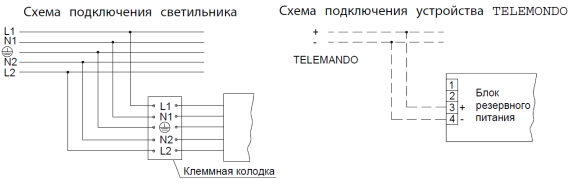 Схема подключения светильника
L1
N1
N2
L2
L1
N1
N2
L2
Клеммная колодка
Схема подключения устройства TELEMONDO
+
-
TELEMANDO
1
2
3 +
4 -
Блок
резервного
питания